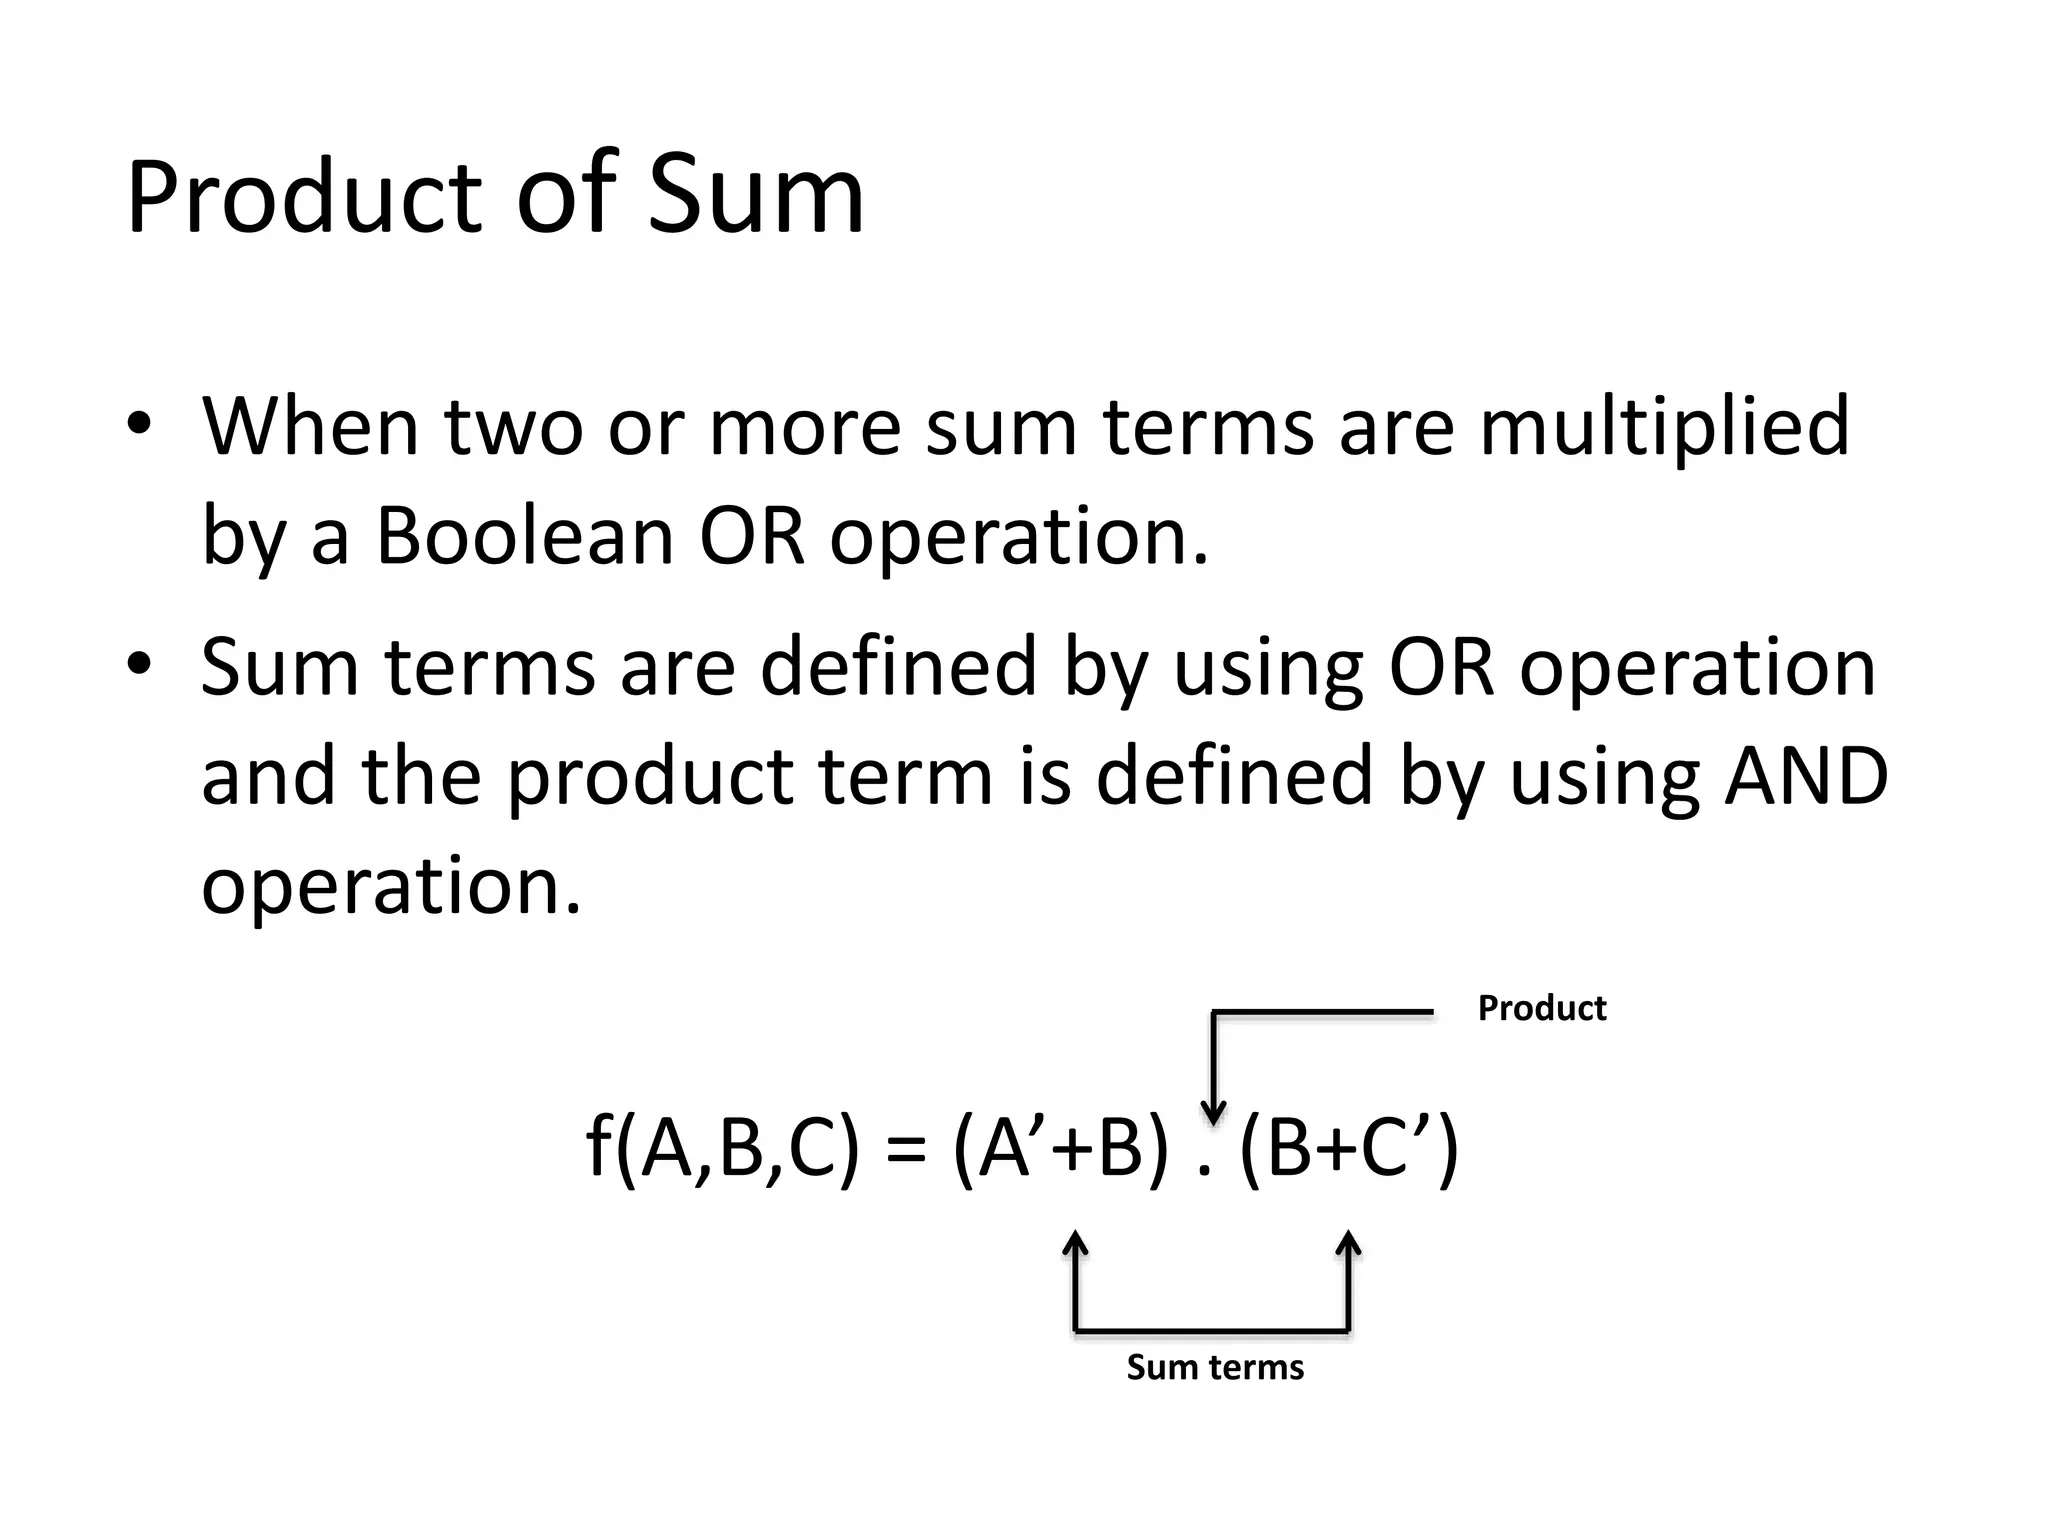 Product of Sum
• When two or more sum terms are multiplied
by a Boolean OR operation.
• Sum terms are defined by using OR operation
and the product term is defined by using AND
operation.
Product
f(A,B,C) = (A’+B) . (B+C’)
Sum terms